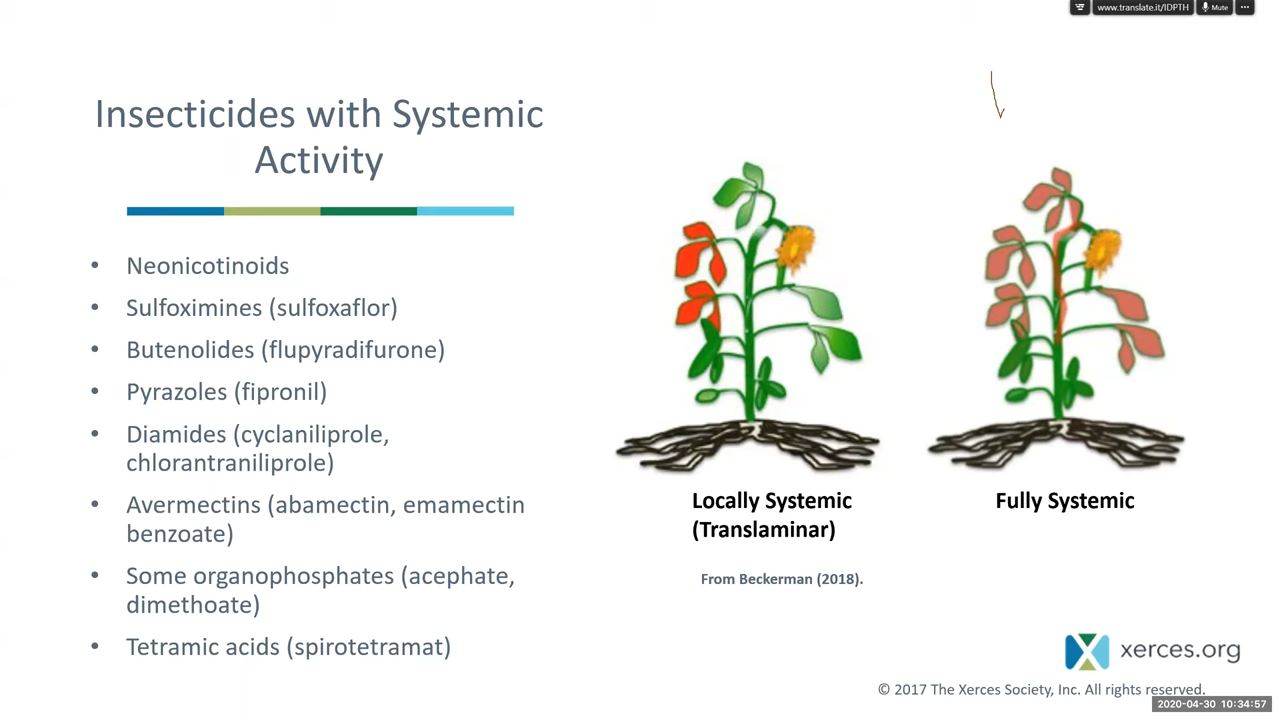 www.translate.it/IDPTH
Mute
Insecticides with Systemic
Activity
• Neonicotinoids
• Sulfoximines (sulfoxaflor)
• Butenolides (flupyradifurone)
• Pyrazoles (fipronil)
• Diamides (cyclaniliprole,
chlorantraniliprole)
• Avermectins (abamectin, emamectin
benzoate)
• Some organophosphates (acephate,
dimethoate)
• Tetramic acids (spirotetramat)
Locally Systemic
(Translaminar)
Fully Systemic
From Beckerman (2018).
xerces.org
© 2017 The Xerces Society, Inc. All rights reserved.
2020-04-30 10:34:57